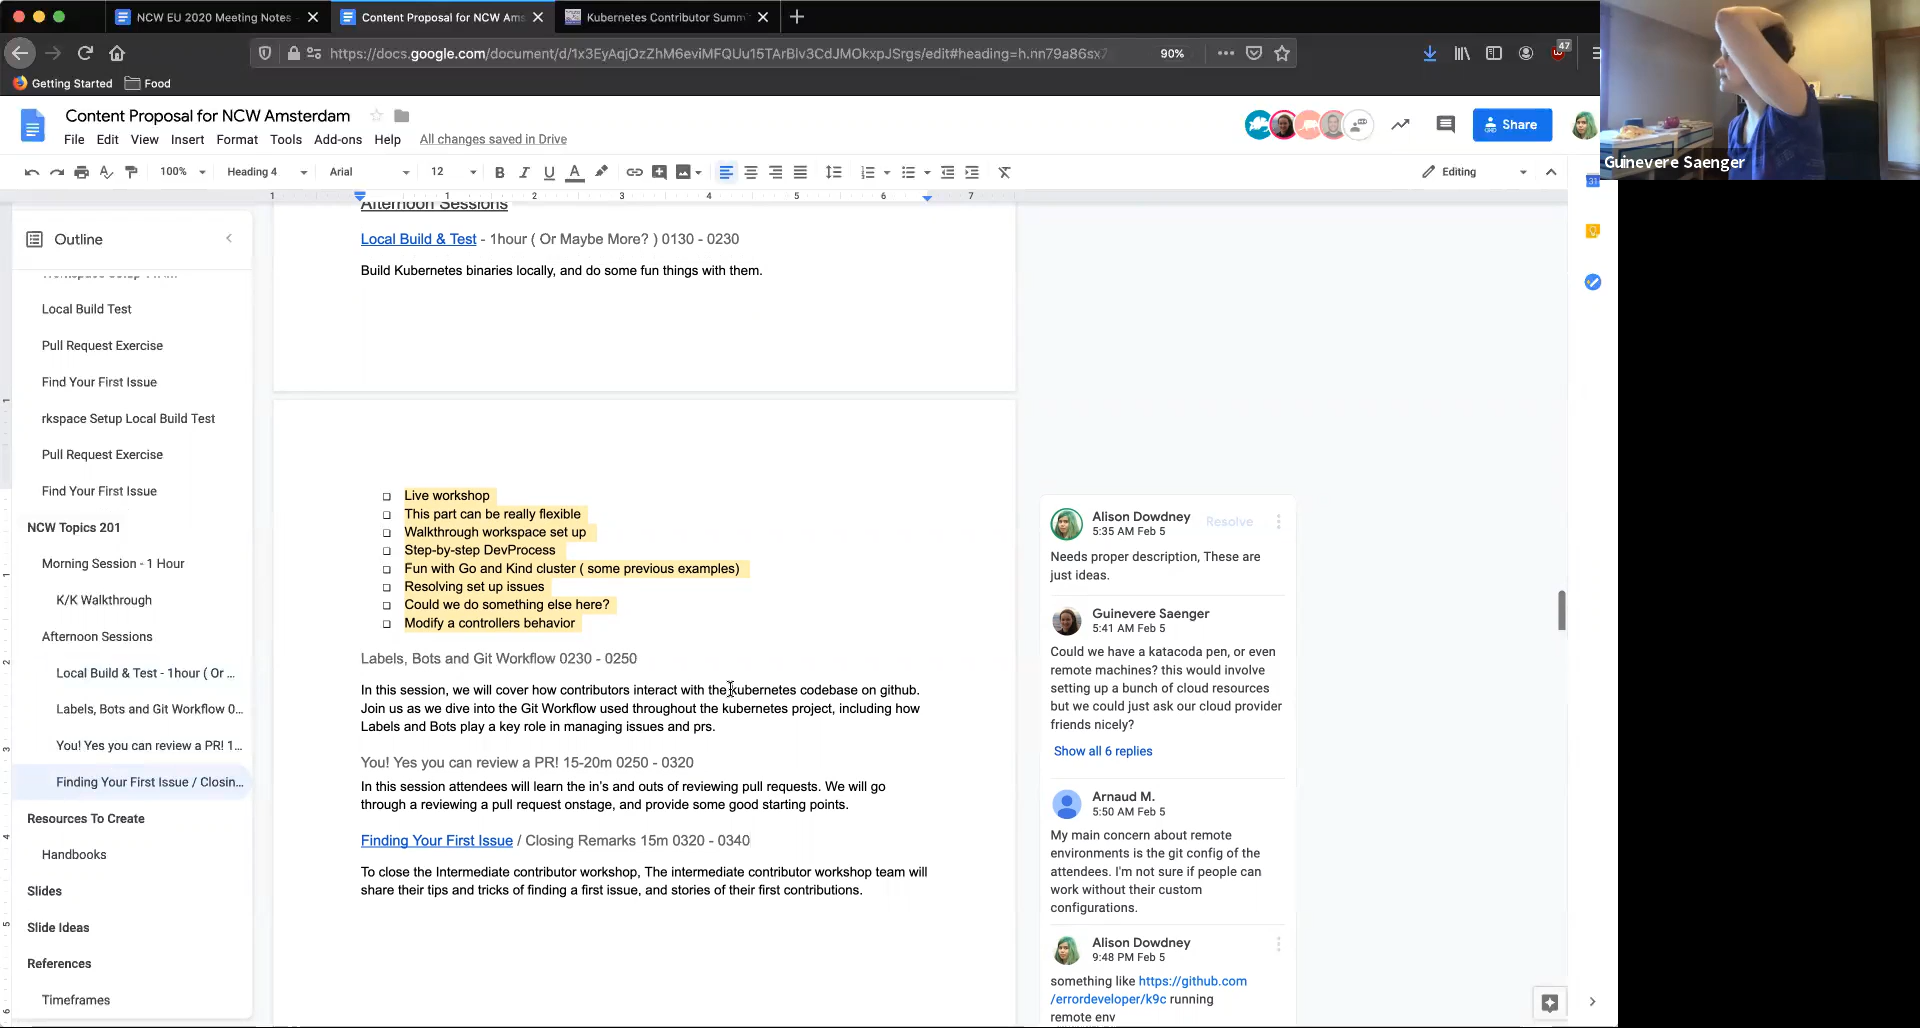 NCW EU 2020 Meeting Notes
Content Proposal for NCW Ams
Kubernetes Contributor Summi
https://docs.google.com/document/d/1x3EyAqjOzZhM6eviMFQUu15TArBlv3CdJMOkxpJSrgs/edit#heading=h.nn79a86sx
90%
47
Getting Started
Food
Content Proposal for NCW Amsterdam
File Edit View Insert Format Tools Add-ons Help All changes saved in Drive
Share
Guinevere Saenger
100% Heading 4 Arial 12
Editing
1 1 2 3 4 5 6 7
31
Outline
Local Build Test
Pull Request Exercise
Find Your First Issue
rkspace Setup Local Build Test
Pull Request Exercise
Find Your First Issue
NCW Topics 201
Morning Session - 1 Hour
K/K Walkthrough
Afternoon Sessions
Local Build & Test - 1hour ( Or ...
Labels, Bots and Git Workflow 0...
You! Yes you can review a PR! 1...
Finding Your First Issue / Closin...
Resources To Create
Handbooks
Slides
Slide Ideas
References
Timeframes
Afternoon Sessions
Local Build & Test - 1hour ( Or Maybe More? ) 0130 - 0230
Build Kubernetes binaries locally, and do some fun things with them.
Live workshop
This part can be really flexible
Walkthrough workspace set up
Step-by-step DevProcess
Fun with Go and Kind cluster ( some previous examples)
Resolving set up issues
Could we do something else here?
Modify a controllers behavior
Labels, Bots and Git Workflow 0230 - 0250
In this session, we will cover how contributors interact with the kubernetes codebase on github.
Join us as we dive into the Git Workflow used throughout the kubernetes project, including how
Labels and Bots play a key role in managing issues and prs.
You! Yes you can review a PR! 15-20m 0250 - 0320
In this session attendees will learn the in's and outs of reviewing pull requests. We will go
through a reviewing a pull request onstage, and provide some good starting points.
Finding Your First Issue / Closing Remarks 15m 0320 - 0340
To close the Intermediate contributor workshop, The intermediate contributor workshop team will
share their tips and tricks of finding a first issue, and stories of their first contributions.
Alison Dowdney
Resolve
5:35 AM Feb 5
Needs proper description, These are
just ideas.
Guinevere Saenger
5:41 AM Feb 5
Could we have a katacoda pen, or even
remote machines? this would involve
setting up a bunch of cloud resources
but we could just ask our cloud provider
friends nicely?
Show all 6 replies
Arnaud M.
5:50 AM Feb 5
My main concern about remote
environments is the git config of the
attendees. I'm not sure if people can
work without their custom
configurations.
Alison Dowdney
9:48 PM Feb 5
something like https://github.com
/errordeveloper/k9c running
remote env